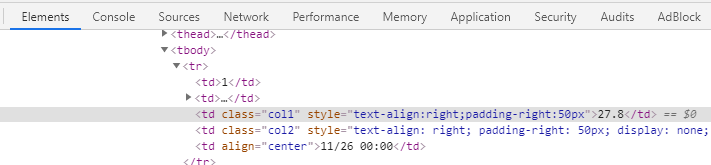 Elements Console Sources Network Performance Memory Application Security Audits AdBlock
▶<thead>…</thead>
▼<tbody>
▼<tr>
<td>1</td>
▶<td>…</td>
<td class="col1" style="text-align:right;padding-right:50px">27.8</td> == $0
<td class="col2" style="text-align: right; padding-right: 50px; display: none;
<td align="center">11/26 00:00</td>
</tr>